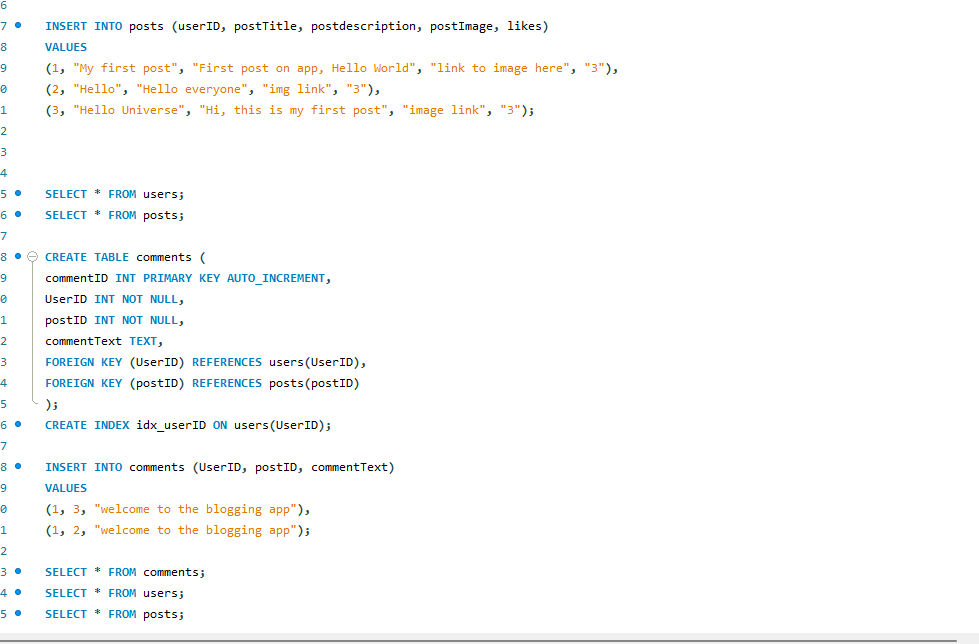 6
7 INSERT INTO posts (userID, postTitle, postdescription, postImage, likes)
8 VALUES
9 (1, "My first post", "First post on app, Hello World", "link to image here", "3"),
0 (2, "Hello", "Hello everyone", "img link", "3"),
1 (3, "Hello Universe", "Hi, this is my first post", "image link", "3");
2
3
4
5 SELECT * FROM users;
6 SELECT * FROM posts;
7
8 CREATE TABLE comments (
9 commentID INT PRIMARY KEY AUTO_INCREMENT,
0 UserID INT NOT NULL,
1 postID INT NOT NULL,
2 commentText TEXT,
3 FOREIGN KEY (UserID) REFERENCES users(UserID),
4 FOREIGN KEY (postID) REFERENCES posts(postID)
5 );
6 CREATE INDEX idx_userID ON users(UserID);
7
8 INSERT INTO comments (UserID, postID, commentText)
9 VALUES
0 (1, 3, "welcome to the blogging app"),
1 (1, 2, "welcome to the blogging app");
2
3 SELECT * FROM comments;
4 SELECT * FROM users;
5 SELECT * FROM posts;